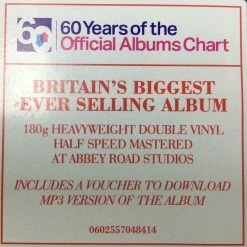 60 60 Years of the
Official Albums Chart
BRITAIN'S BIGGEST
EVER SELLING ALBUM
180g HEAVYWEIGHT DOUBLE VINYL
HALF SPEED MASTERED
AT ABBEY ROAD STUDIOS
INCLUDES A VOUCHER TO DOWNLOAD
MP3 VERSION OF THE ALBUM
0602557048414